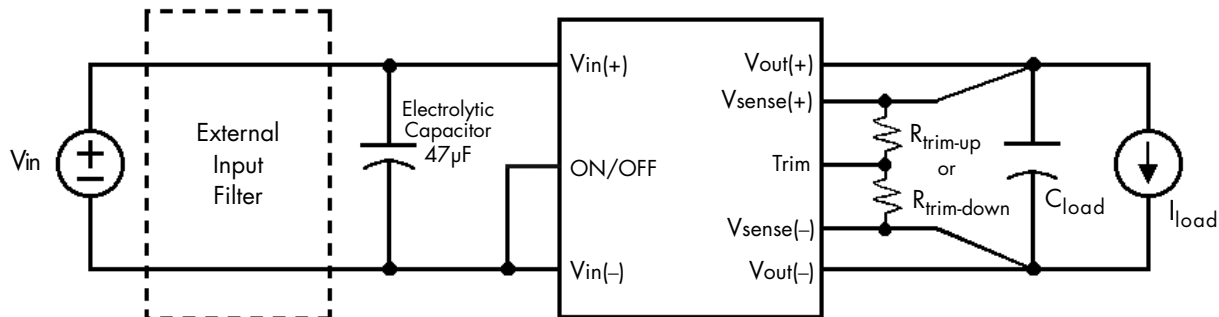 Vin
+
−
External
Input
Filter
Electrolytic
Capacitor
47µF
Vin(+)
ON/OFF
Vin(−)
Vout(+)
Vsense(+)
Trim
Vsense(−)
Vout(−)
Rtrim-up
or
Rtrim-down
Cload
Iload